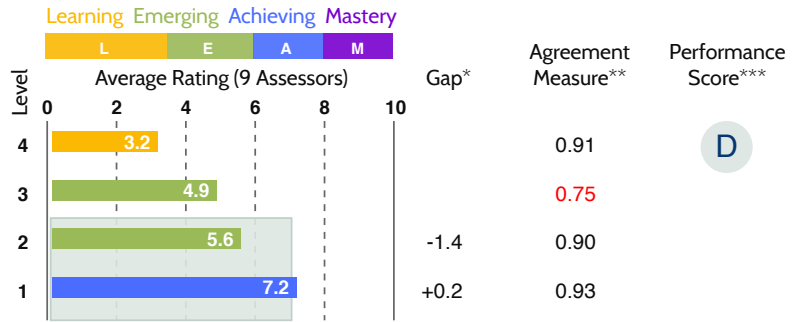 Learning Emerging Achieving Mastery
L E A M
Level
Average Rating (9 Assessors)
Gap*
Agreement
Measure**
Performance
Score***
0 2 4 6 8 10
4 3.2 0.91 D
3 4.9 0.75
2 5.6 -1.4 0.90
1 7.2 +0.2 0.93